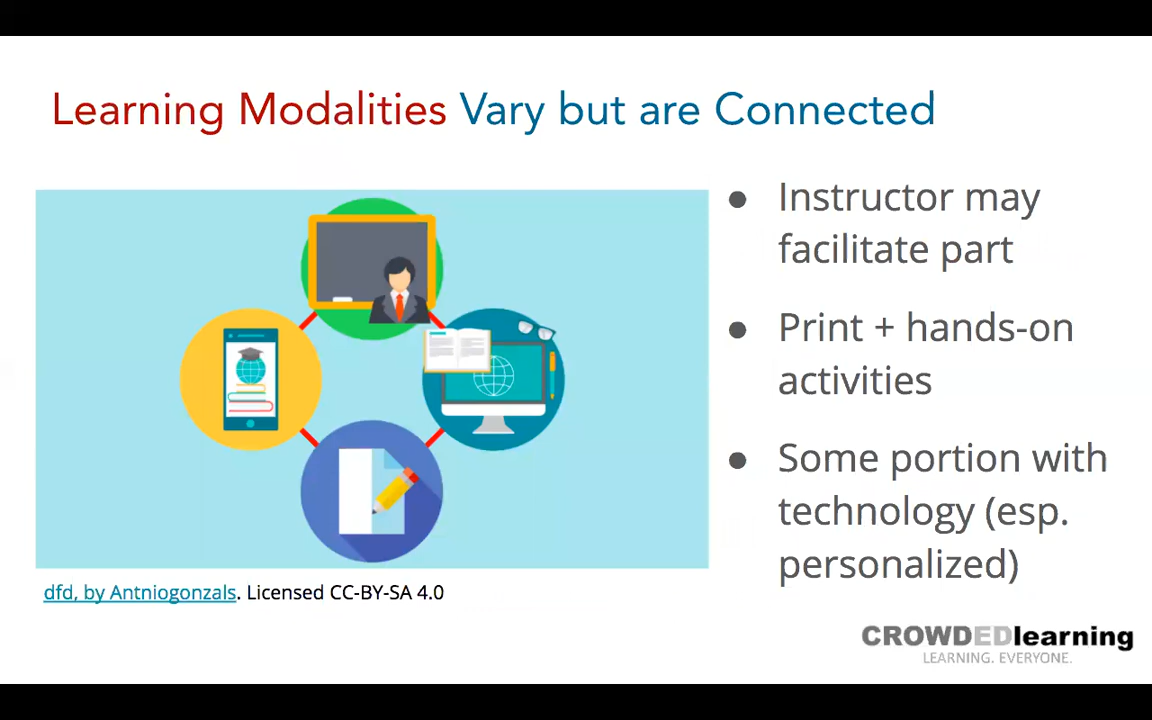 Learning Modalities Vary but are Connected
● Instructor may
facilitate part
● Print + hands-on
activities
● Some portion with
technology (esp.
personalized)
dfd, by Antniogonzals. Licensed CC-BY-SA 4.0
CROWDEDlearning
LEARNING. EVERYONE.